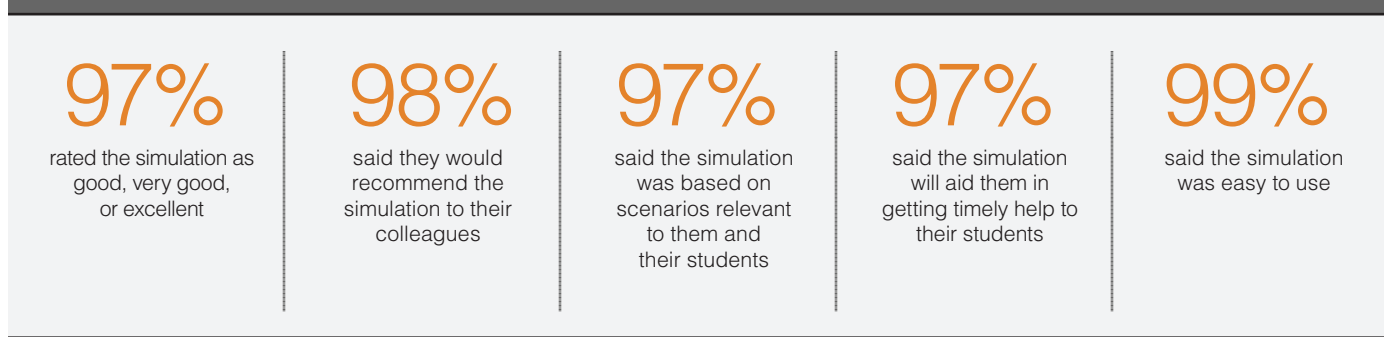 97%
rated the simulation as
good, very good,
or excellent
98%
said they would
recommend the
simulation to their
colleagues
97%
said the simulation
was based on
scenarios relevant
to them and
their students
97%
said the simulation
will aid them in
getting timely help to
their students
99%
said the simulation
was easy to use